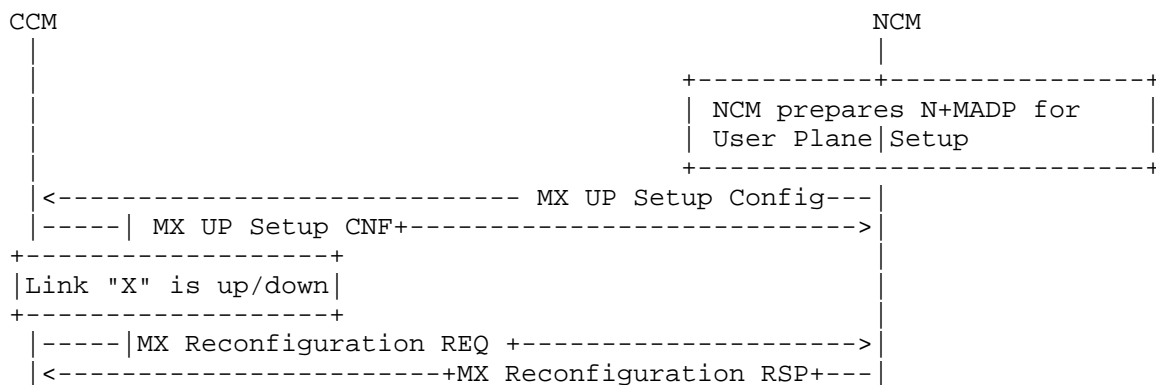 CCM NCM
NCM prepares N+MADP for
User Plane Setup
MX UP Setup Config
MX UP Setup CNF
Link "X" is up/down
MX Reconfiguration REQ
MX Reconfiguration RSP